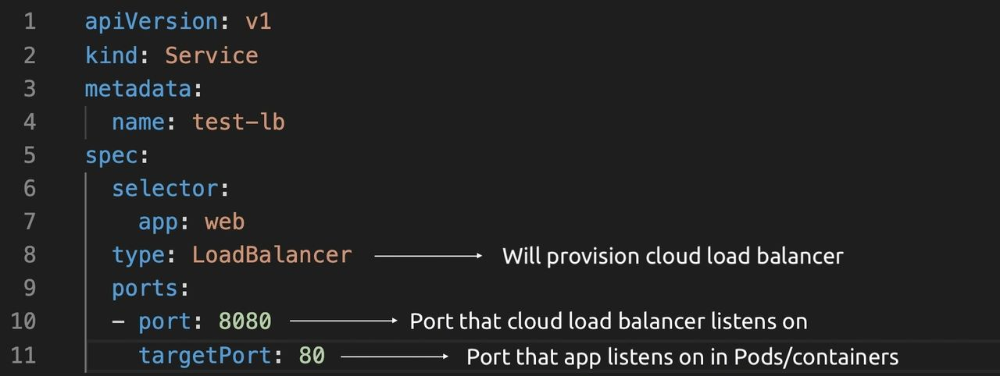 1 apiVersion: v1
2 kind: Service
3 metadata:
4 name: test-lb
5 spec:
6 selector:
7 app: web
8 type: LoadBalancer Will provision cloud load balancer
9 ports:
10 - port: 8080 Port that cloud load balancer listens on
11 targetPort: 80 Port that app listens on in Pods/containers